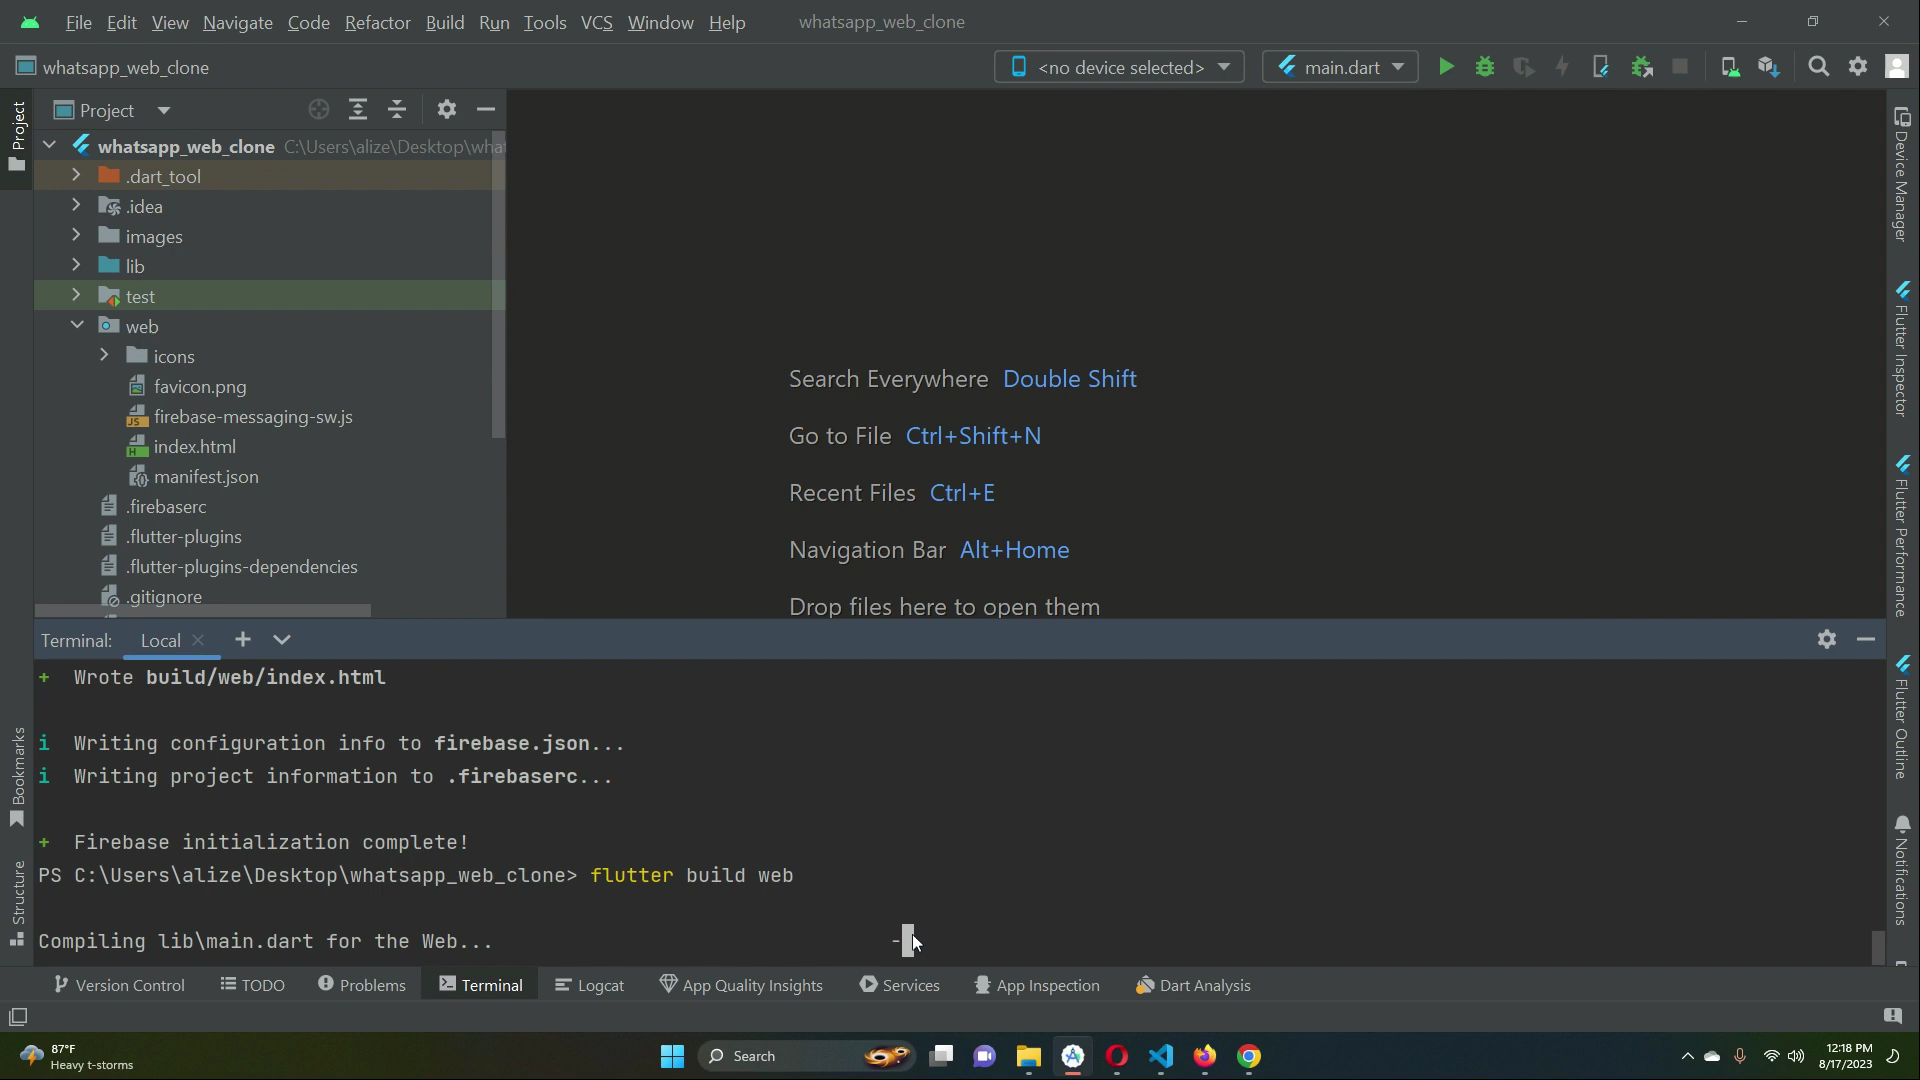 File Edit View Navigate Code Refactor Build Run Tools VCS Window Help whatsapp_web_clone
whatsapp_web_clone <no device selected> main.dart
Project
Project
whatsapp_web_clone C:\Users\alize\Desktop\what
.dart_tool
.idea
images
lib
test
web
icons
favicon.png
firebase-messaging-sw.js
index.html
manifest.json
.firebaserc
.flutter-plugins
.flutter-plugins-dependencies
.gitignore
Search Everywhere Double Shift
Go to File Ctrl+Shift+N
Recent Files Ctrl+E
Navigation Bar Alt+Home
Drop files here to open them
Device Manager
Flutter Inspector
Flutter Performance
Flutter Outline
Notifications
Bookmarks
Structure
Terminal: Local
+ Wrote build/web/index.html
i Writing configuration info to firebase.json...
i Writing project information to .firebaserc...
+ Firebase initialization complete!
PS C:\Users\alize\Desktop\whatsapp_web_clone> flutter build web
Compiling lib\main.dart for the Web... -
Version Control TODO Problems Terminal Logcat App Quality Insights Services App Inspection Dart Analysis
87°F
Heavy t-storms
Search
12:18 PM
8/17/2023